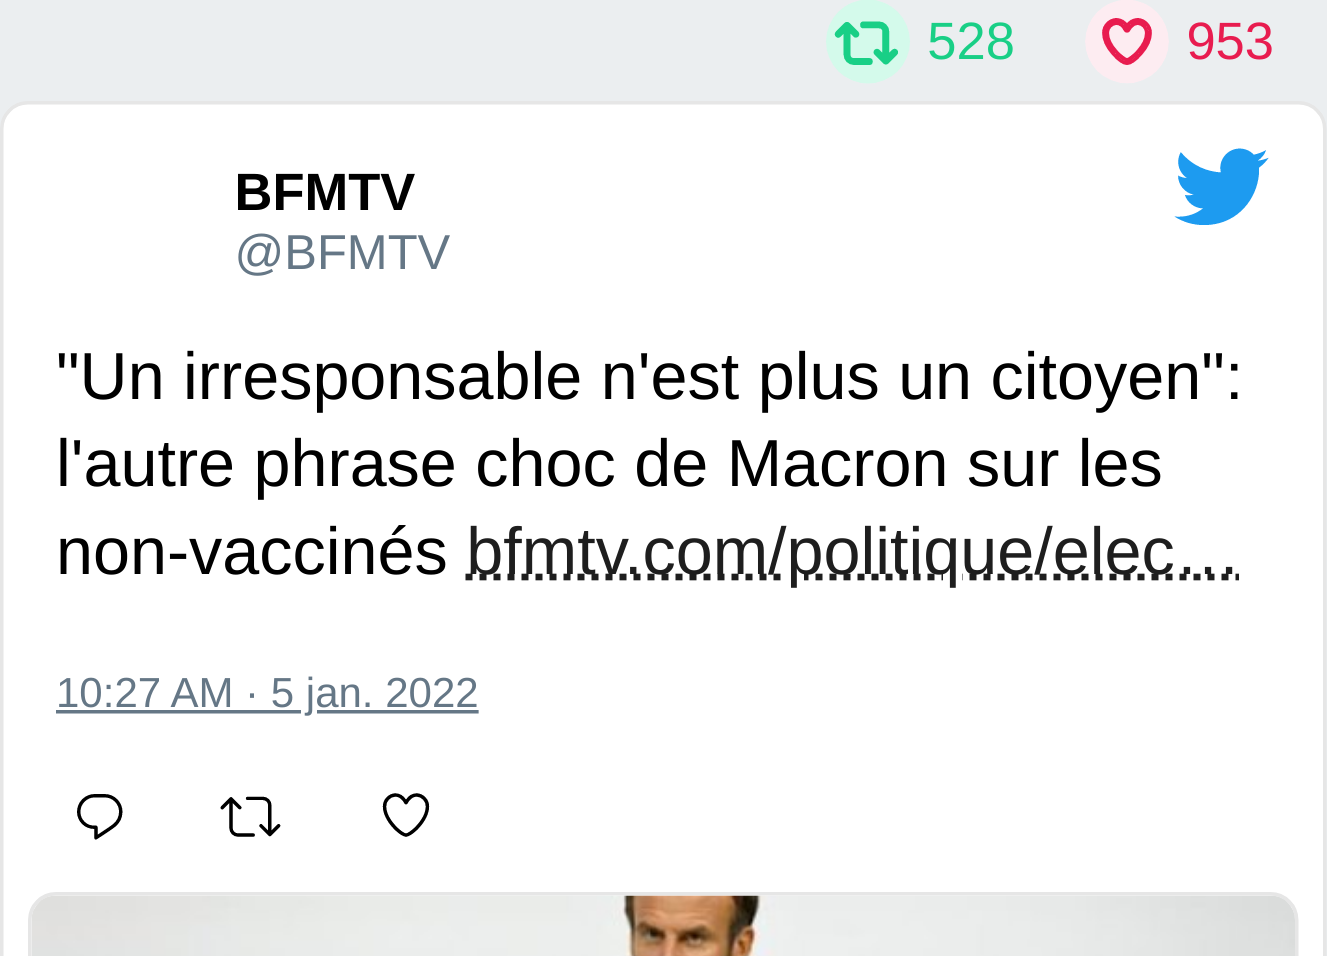 528 953
BFMTV
@BFMTV
"Un irresponsable n'est plus un citoyen":
l'autre phrase choc de Macron sur les
non-vaccinés bfmtv.com/politique/elec…
10:27 AM · 5 jan. 2022